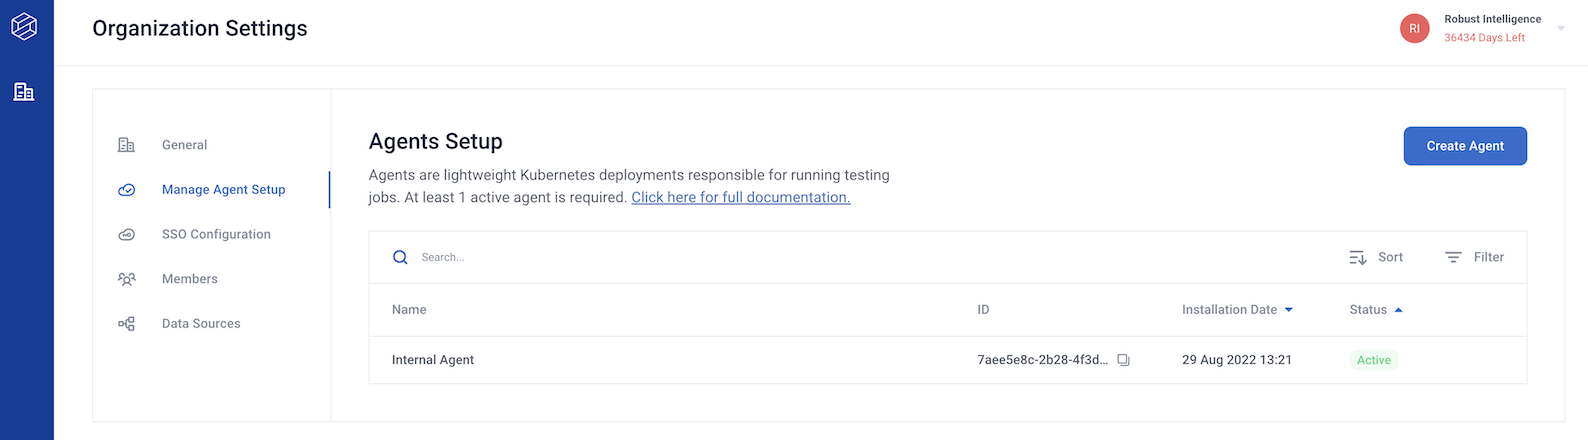 Organization Settings
RI
Robust Intelligence
36434 Days Left
General
Manage Agent Setup
SSO Configuration
Members
Data Sources
Agents Setup
Agents are lightweight Kubernetes deployments responsible for running testing
jobs. At least 1 active agent is required. Click here for full documentation.
Create Agent
Search...
Sort
Filter
Name
ID
Installation Date
Status
Internal Agent
7aee5e8c-2b28-4f3d...
29 Aug 2022 13:21
Active